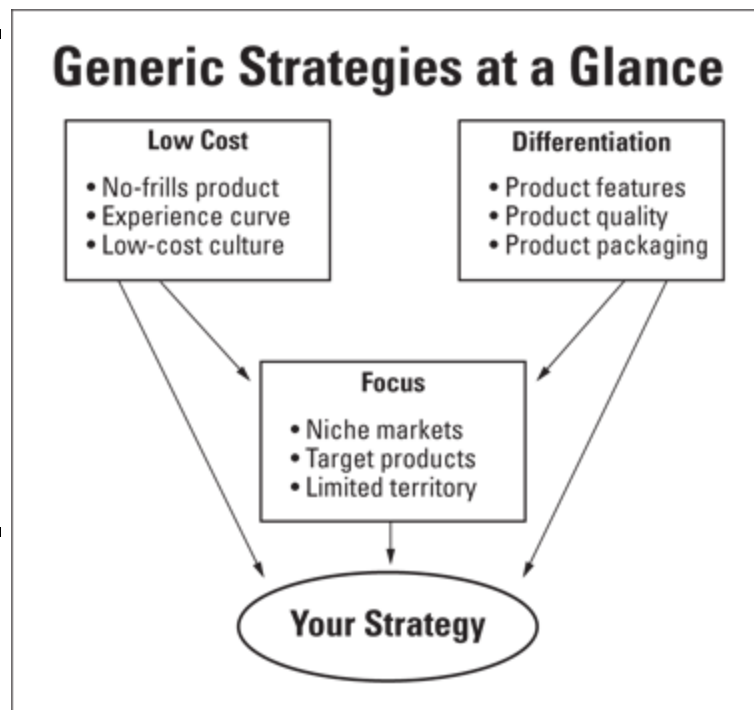 Generic Strategies at a Glance
Low Cost
• No-frills product
• Experience curve
• Low-cost culture
Differentiation
• Product features
• Product quality
• Product packaging
Focus
• Niche markets
• Target products
• Limited territory
Your Strategy